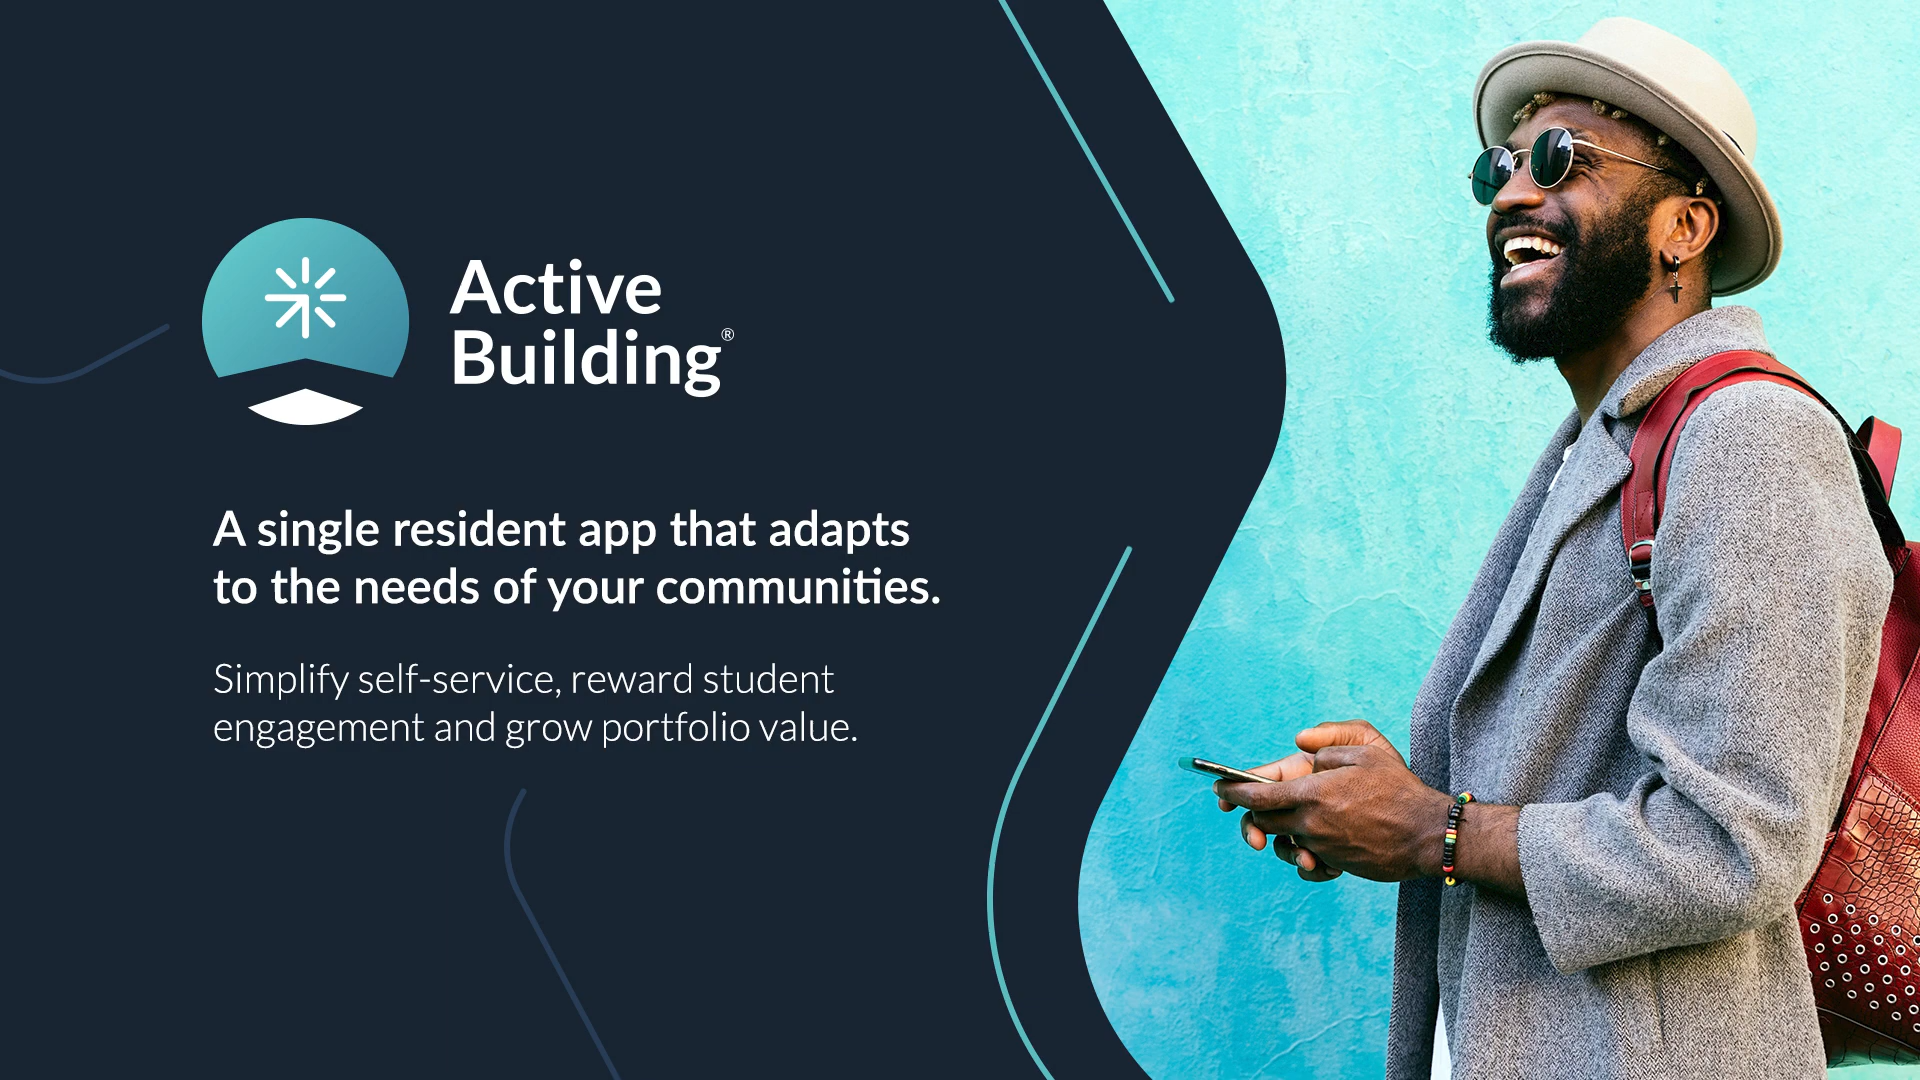 Active
Building®
A single resident app that adapts
to the needs of your communities.
Simplify self-service, reward student
engagement and grow portfolio value.